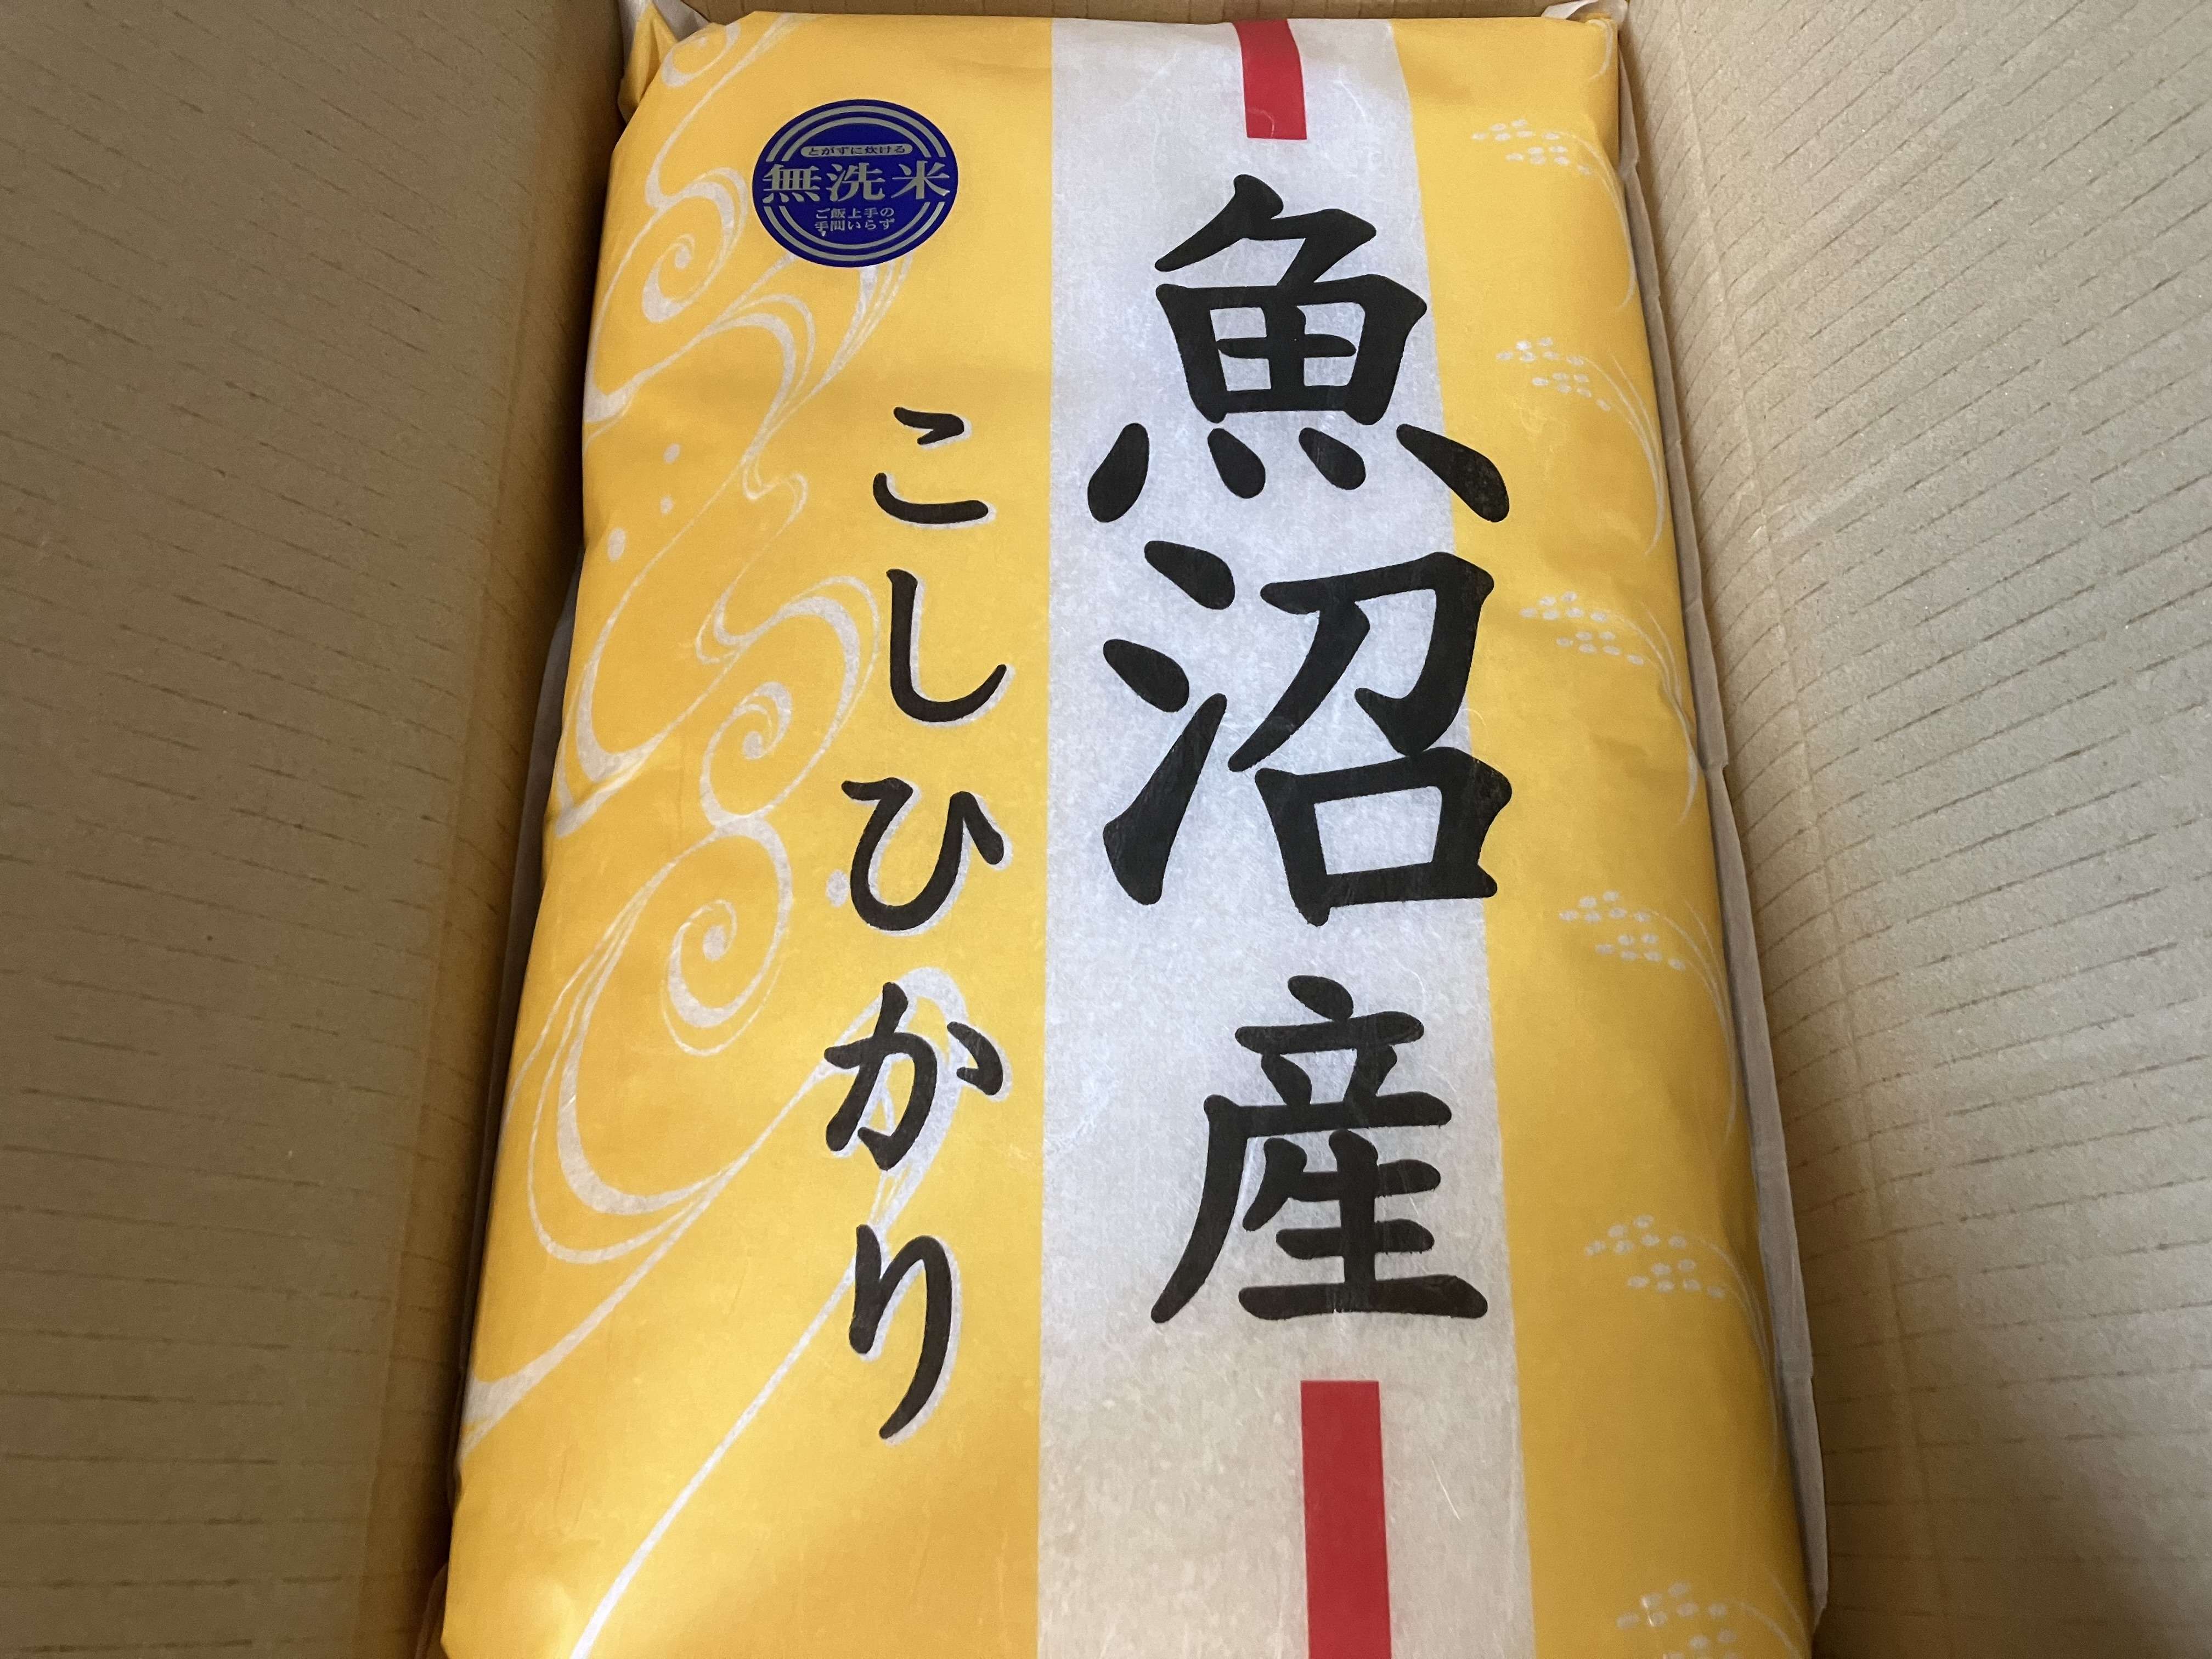 魚沼産
こしひかり
とがずに炊ける
無洗米
ご飯上手の
手間いらず